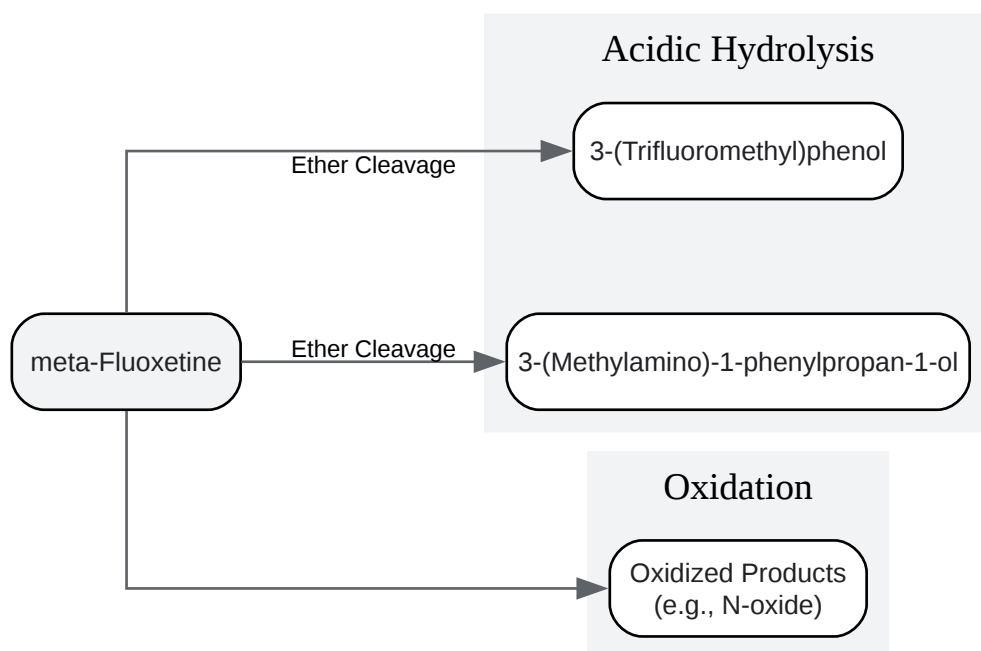 Acidic Hydrolysis
3-(Trifluoromethyl)phenol
Ether Cleavage
meta-Fluoxetine
Ether Cleavage
3-(Methylamino)-1-phenylpropan-1-ol
Oxidation
Oxidized Products
(e.g., N-oxide)